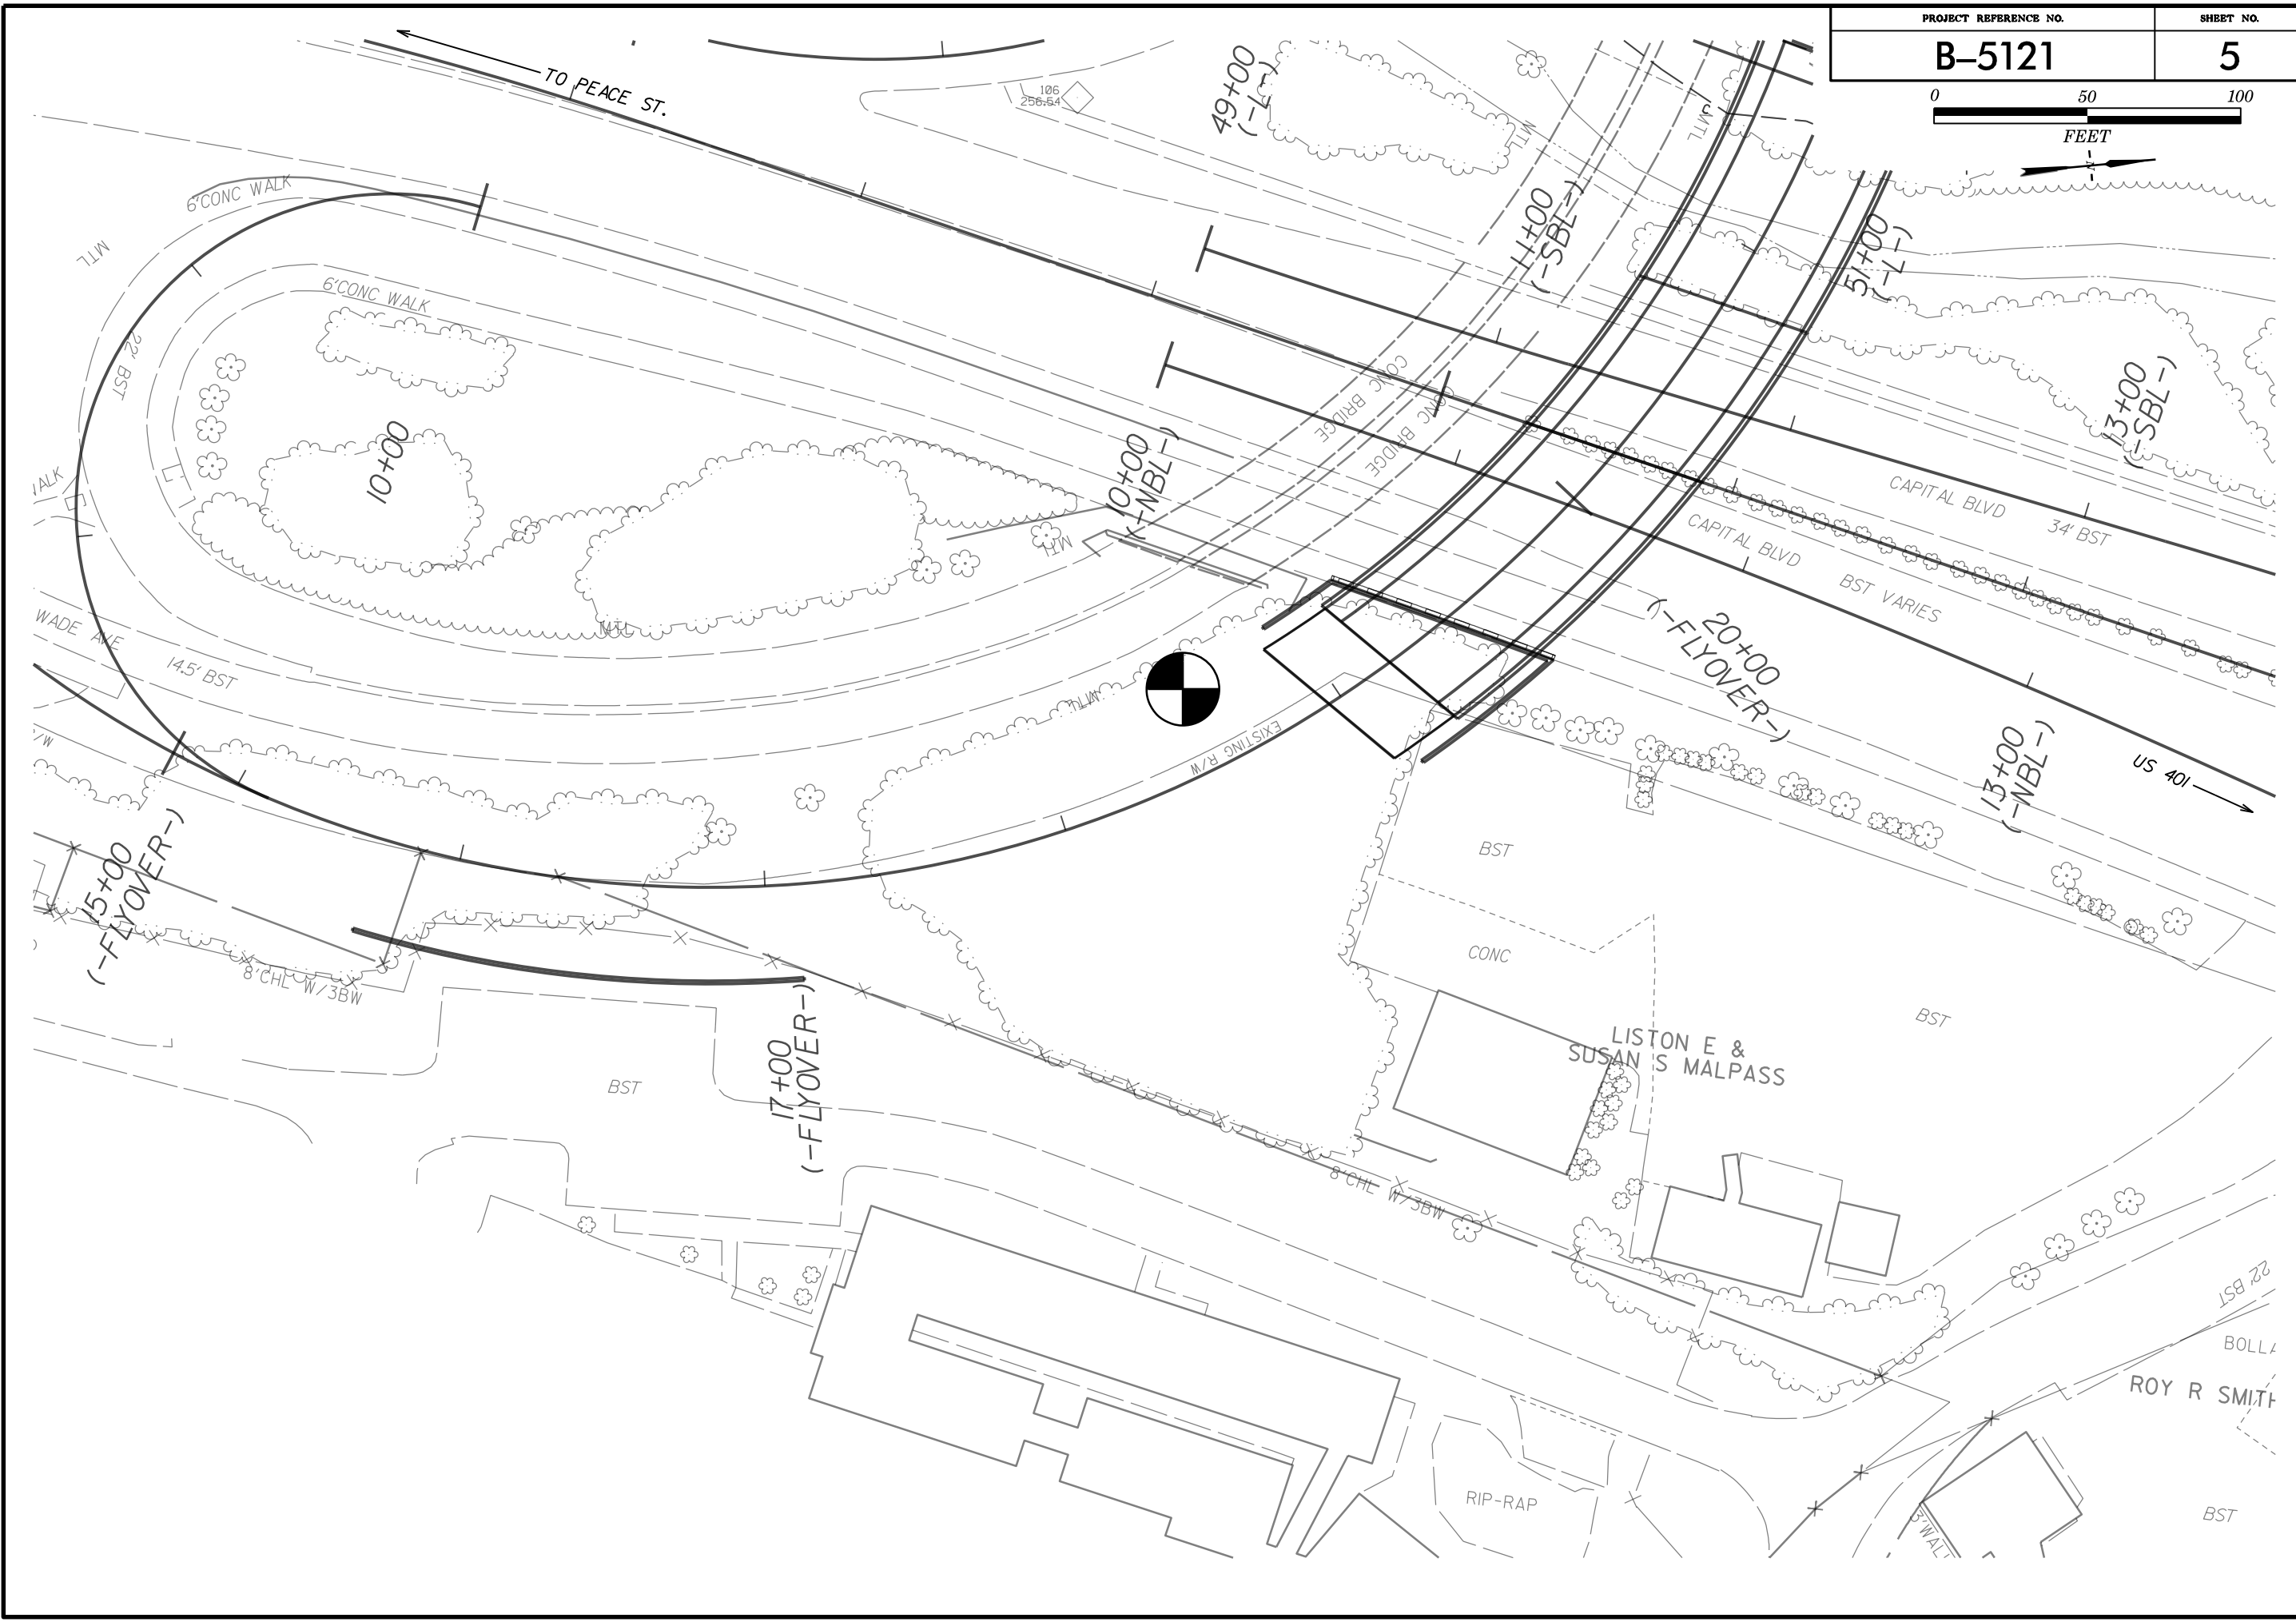 PROJECT REFERENCE NO.
SHEET NO.
B–5121
5
0 50 100
FEET
N
TO PEACE ST.
106
256.54
49+00
(-L-)
MTL
MTL
C
6'CONC WALK
MTL
6'CONC WALK
22' BST
11+00
(-SBL-)
51+00
(-L-)
CONC BRIDGE
CONC BRIDGE
13+00
(-SBL-)
10+00
10+00
(-NBL-)
MTL
CAPITAL BLVD
34' BST
CAPITAL BLVD
BST VARIES
WADE AVE
14.5' BST
MTL
MTL
EXISTING R/W
20+00
(-FLYOVER-)
13+00
(-NBL-)
US 401
15+00
(-FLYOVER-)
8'CHL W/3BW
BST
CONC
BST
17+00
(-FLYOVER-)
BST
LISTON E &
SUSAN S MALPASS
8'CHL W/3BW
22' BST
ROY R SMITH
RIP-RAP
BST